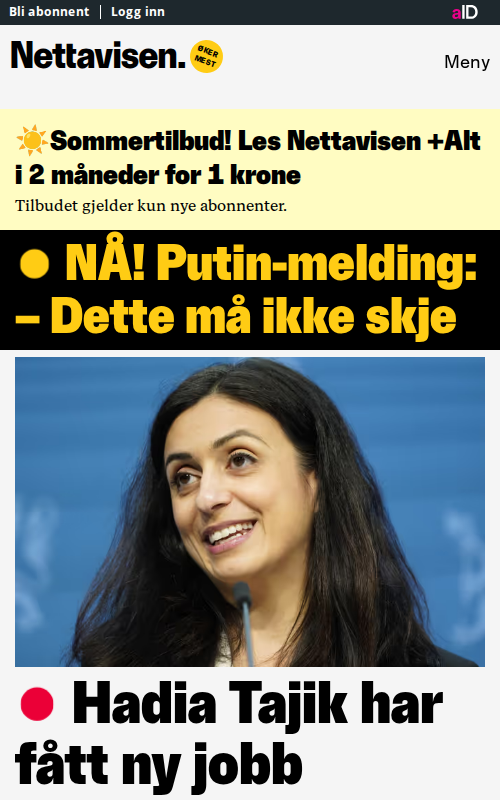 Bli abonnent | Logg inn
aID
Nettavisen.
ØKER
MEST
Meny
☀️Sommertilbud! Les Nettavisen +Alt
i 2 måneder for 1 krone
Tilbudet gjelder kun nye abonnenter.
NÅ! Putin-melding:
– Dette må ikke skje
Hadia Tajik har
fått ny jobb